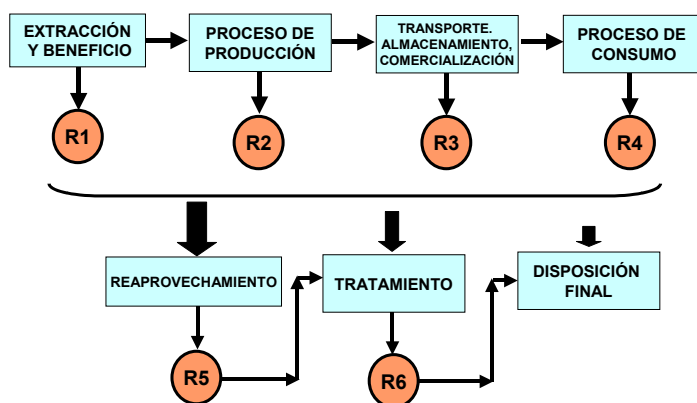 EXTRACCIÓN
Y BENEFICIO
PROCESO DE
PRODUCCIÓN
TRANSPORTE.
ALMACENAMIENTO,
COMERCIALIZACIÓN
PROCESO DE
CONSUMO
R1
R2
R3
R4
REAPROVECHAMIENTO
TRATAMIENTO
DISPOSICIÓN
FINAL
R5
R6